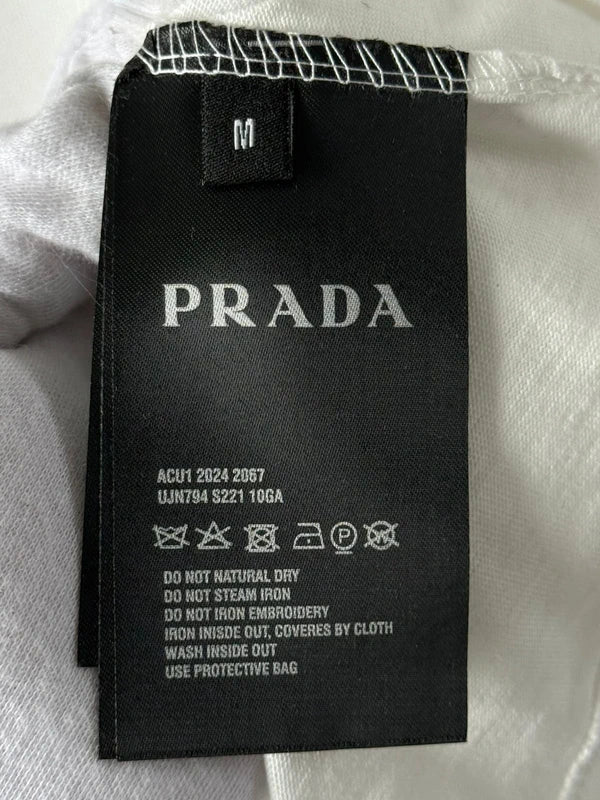 M
PRADA
ACU1 2024 2067
UJN794 S221 10GA
P W
DO NOT NATURAL DRY
DO NOT STEAM IRON
DO NOT IRON EMBROIDERY
IRON INISDE OUT, COVERES BY CLOTH
WASH INSIDE OUT
USE PROTECTIVE BAG